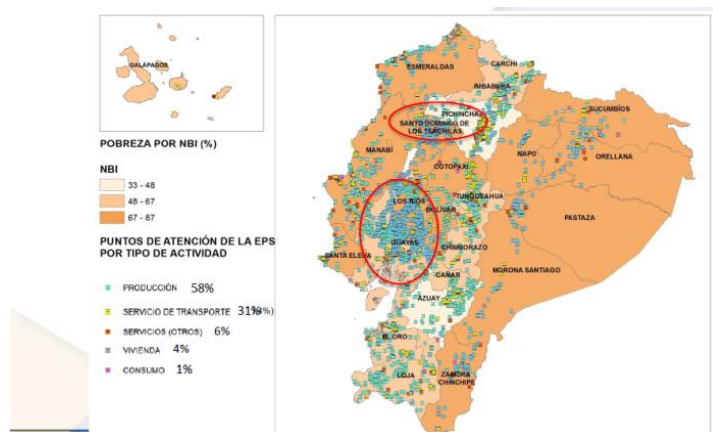 GALÁPAGOS
POBREZA POR NBI (%)
NBI
33 - 48
48 - 67
67 - 87
PUNTOS DE ATENCIÓN DE LA EPS
POR TIPO DE ACTIVIDAD
PRODUCCIÓN 58%
SERVICIO DE TRANSPORTE 31%
SERVICIOS (OTROS) 6%
VIVIENDA 4%
CONSUMO 1%
ESMERALDAS
CARCHI
IMBABURA
SUCUMBÍOS
PICHINCHA
SANTO DOMINGO DE
LOS TSÁCHILAS
MANABÍ
NAPO
ORELLANA
COTOPAXI
TUNGURAHUA
LOS RIOS
BOLÍVAR
PASTAZA
GUAYAS
CHIMBORAZO
SANTA ELENA
MORONA SANTIAGO
CAÑAR
AZUAY
EL ORO
LOJA
ZAMORA
CHINCHIPE